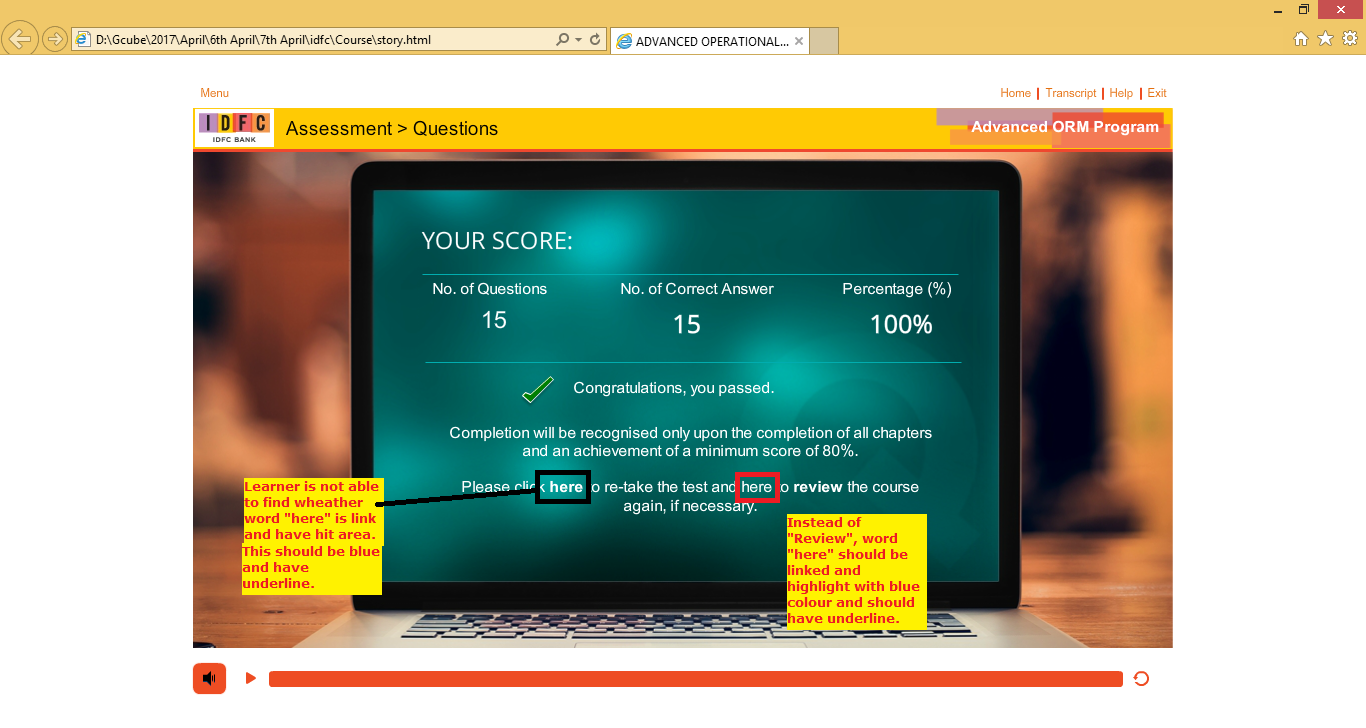 D:\Gcube\2017\April\6th April\7th April\idfc\Course\story.html
ADVANCED OPERATIONAL...
Menu
Home | Transcript | Help | Exit
IDFC
IDFC BANK
Assessment > Questions
Advanced ORM Program
YOUR SCORE:
No. of Questions No. of Correct Answer Percentage (%)
15 15 100%
Congratulations, you passed.
Completion will be recognised only upon the completion of all chapters
and an achievement of a minimum score of 80%.
Please click here to re-take the test and here to review the course
again, if necessary.
Learner is not able
to find wheather
word "here" is link
and have hit area.
This should be blue
and have
underline.
Instead of
"Review", word
"here" should be
linked and
highlight with blue
colour and should
have underline.